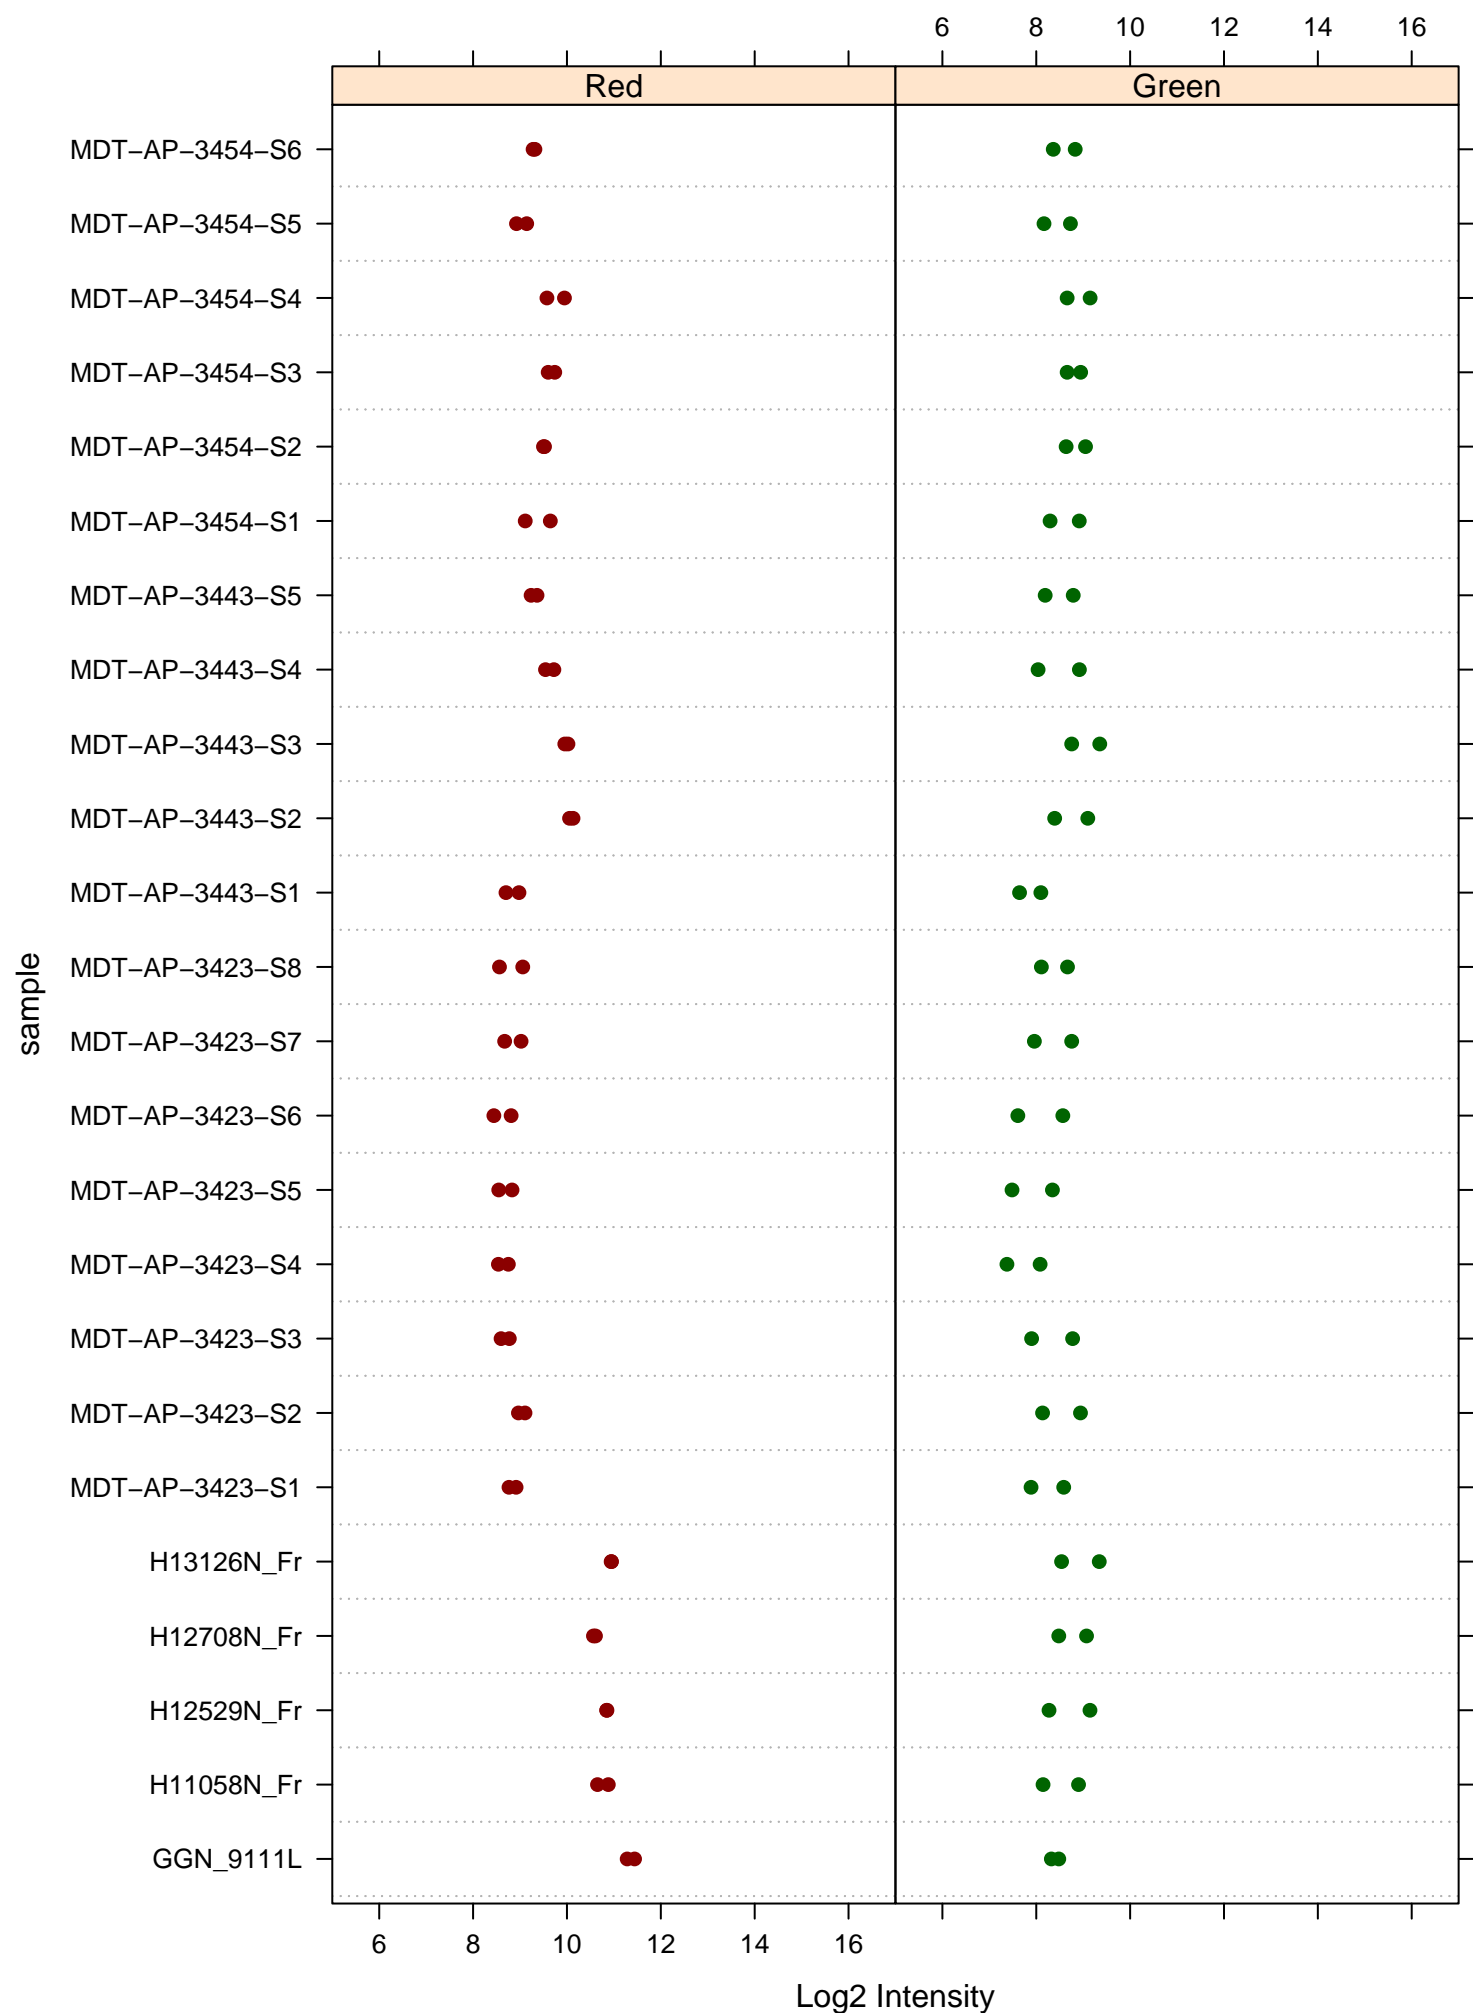 6 8 10 12 14 16
Red Green
MDT−AP−3454−S6
MDT−AP−3454−S5
MDT−AP−3454−S4
MDT−AP−3454−S3
MDT−AP−3454−S2
MDT−AP−3454−S1
MDT−AP−3443−S5
MDT−AP−3443−S4
MDT−AP−3443−S3
MDT−AP−3443−S2
MDT−AP−3443−S1
MDT−AP−3423−S8
MDT−AP−3423−S7
MDT−AP−3423−S6
MDT−AP−3423−S5
MDT−AP−3423−S4
MDT−AP−3423−S3
MDT−AP−3423−S2
MDT−AP−3423−S1
H13126N_Fr
H12708N_Fr
H12529N_Fr
H11058N_Fr
GGN_9111L
sample
6 8 10 12 14 16
Log2 Intensity